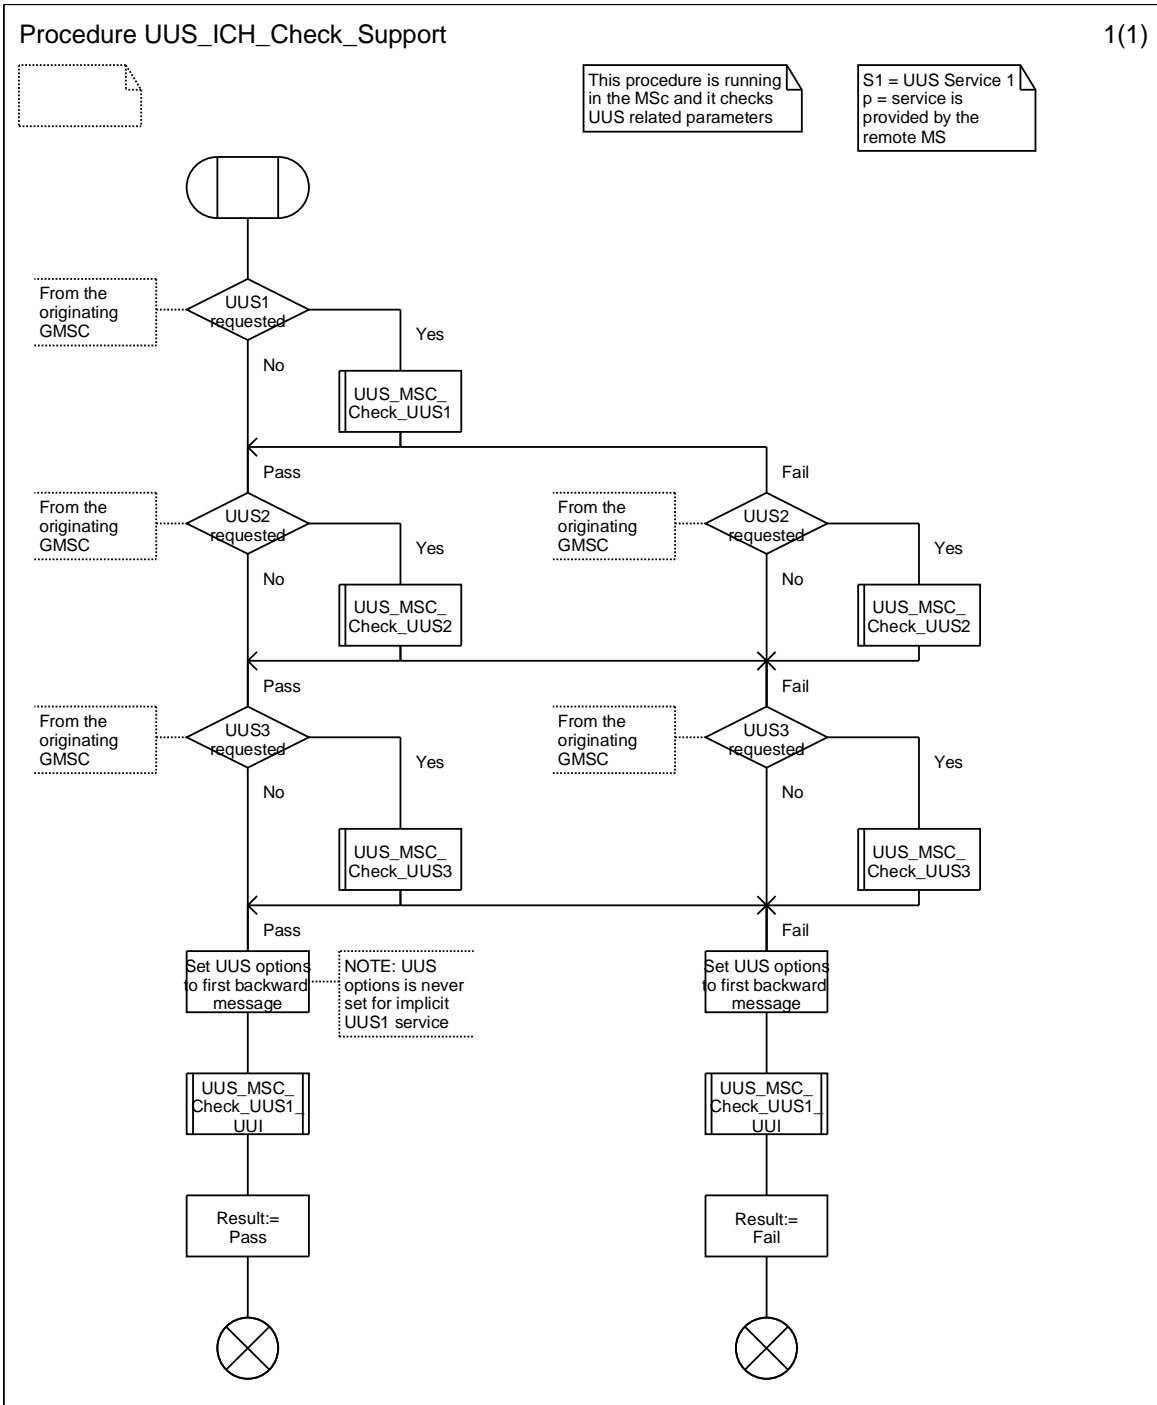 Procedure UUS_ICH_Check_Support
1(1)
This procedure is running
in the MSc and it checks
UUS related parameters
S1 = UUS Service 1
p = service is
provided by the
remote MS
From the
originating
GMSC
UUS1
requested
Yes
No
UUS_MSC_
Check_UUS1
Pass
Fail
From the
originating
GMSC
UUS2
requested
Yes
No
UUS_MSC_
Check_UUS2
From the
originating
GMSC
UUS2
requested
Yes
No
UUS_MSC_
Check_UUS2
Pass
Fail
From the
originating
GMSC
UUS3
requested
Yes
No
UUS_MSC_
Check_UUS3
From the
originating
GMSC
UUS3
requested
Yes
No
UUS_MSC_
Check_UUS3
Pass
Fail
Set UUS options
to first backward
message
NOTE: UUS
options is never
set for implicit
UUS1 service
Set UUS options
to first backward
message
UUS_MSC_
Check_UUS1_
UUI
UUS_MSC_
Check_UUS1_
UUI
Result:=
Pass
Result:=
Fail